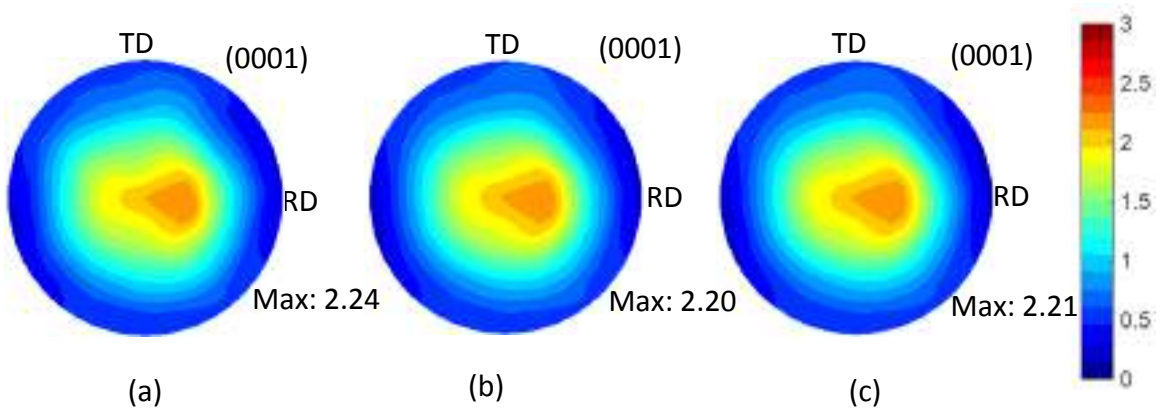 TD
(0001)
RD
Max: 2.24
(a)
TD
(0001)
RD
Max: 2.20
(b)
TD
(0001)
RD
Max: 2.21
(c)
3
2.5
2
1.5
1
0.5
0